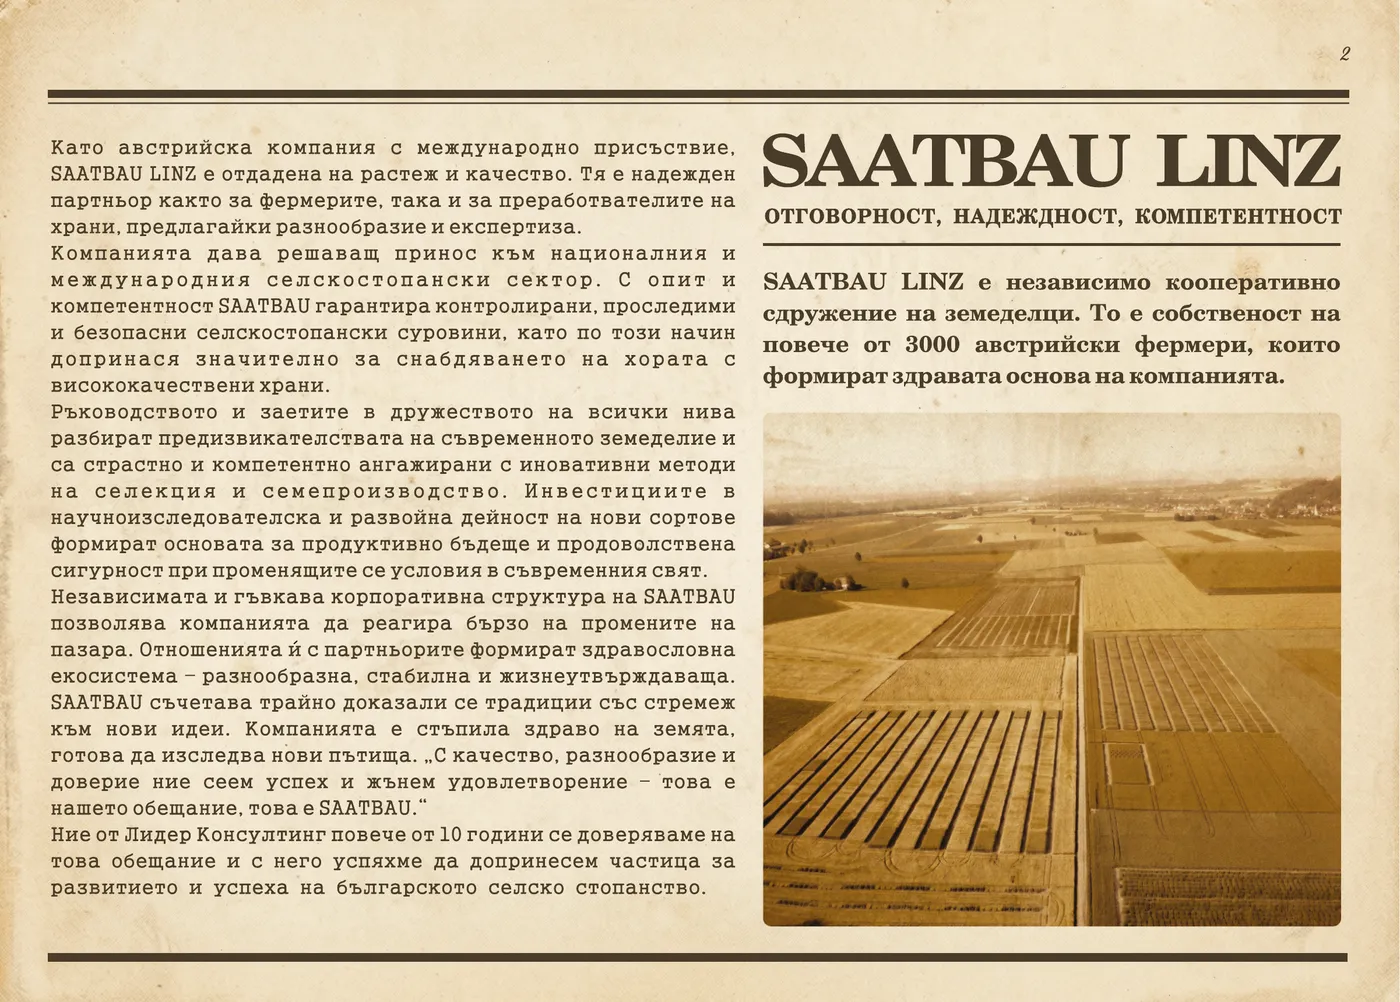 2
Като австрийска компания с международно присъствие,
SAATBAU LINZ е отдадена на растеж и качество. Тя е надежден
партньор както за фермерите, така и за преработвателите на
храни, предлагайки разнообразие и експертиза.
Компанията дава решаващ принос към националния и
международния селскостопански сектор. С опит и
компетентност SAATBAU гарантира контролирани, проследими
и безопасни селскостопански суровини, като по този начин
допринася значително за снабдяването на хората с
висококачествени храни.
Ръководството и заетите в дружеството на всички нива
разбират предизвикателствата на съвременното земеделие и
са страстно и компетентно ангажирани с иновативни методи
на селекция и семепроизводство. Инвестициите в
научноизследователска и развойна дейност на нови сортове
формират основата за продуктивно бъдеще и продоволствена
сигурност при променящите се условия в съвременния свят.
Независимата и гъвкава корпоративна структура на SAATBAU
позволява компанията да реагира бързо на промените на
пазара. Отношенията ѝ с партньорите формират здравословна
екосистема – разнообразна, стабилна и жизнеутвърждаваща.
SAATBAU съчетава трайно доказали се традиции със стремеж
към нови идеи. Компанията е стъпила здраво на земята,
готова да изследва нови пътища. „С качество, разнообразие и
доверие ние сеем успех и жънем удовлетворение – това е
нашето обещание, това е SAATBAU.“
Ние от Лидер Консултинг повече от 10 години се доверяваме на
това обещание и с него успяхме да допринесем частица за
развитието и успеха на българското селско стопанство.
SAATBAU LINZ
ОТГОВОРНОСТ, НАДЕЖДНОСТ, КОМПЕТЕНТНОСТ
SAATBAU LINZ е независимо кооперативно
сдружение на земеделци. То е собственост на
повече от 3000 австрийски фермери, които
формират здравата основа на компанията.